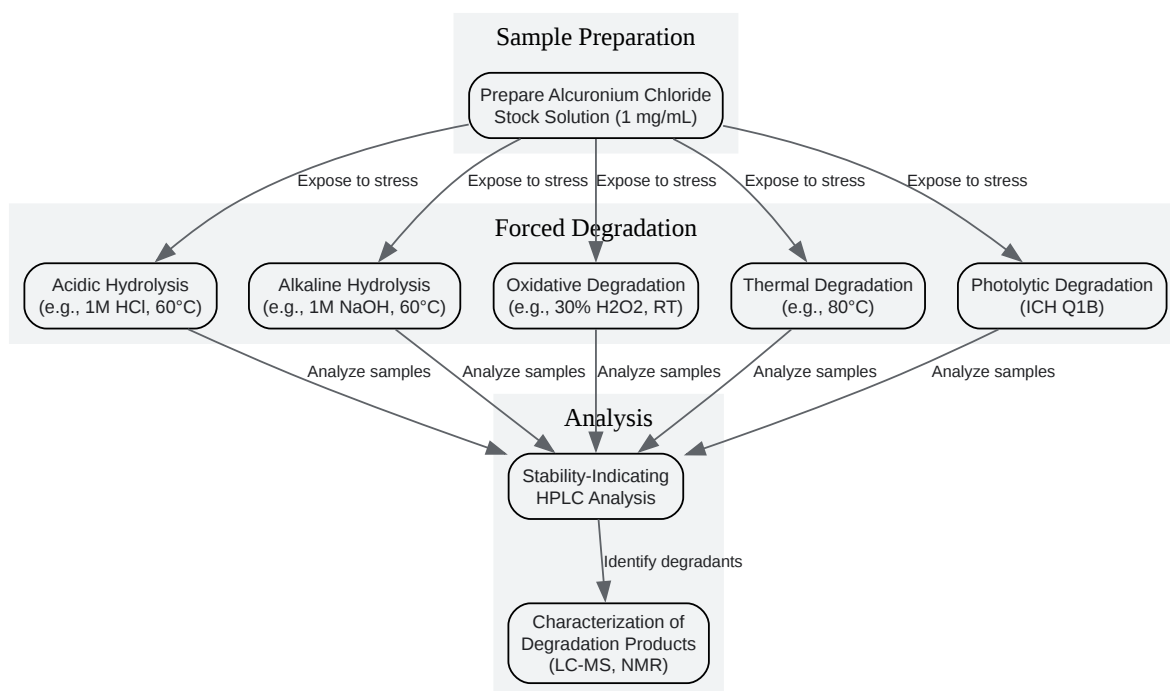 Sample Preparation
Prepare Alcuronium Chloride
Stock Solution (1 mg/mL)
Expose to stress
Expose to stress
Expose to stress
Expose to stress
Expose to stress
Forced Degradation
Acidic Hydrolysis
(e.g., 1M HCl, 60°C)
Alkaline Hydrolysis
(e.g., 1M NaOH, 60°C)
Oxidative Degradation
(e.g., 30% H2O2, RT)
Thermal Degradation
(e.g., 80°C)
Photolytic Degradation
(ICH Q1B)
Analyze samples
Analyze samples
Analyze samples
Analyze samples
Analyze samples
Analysis
Stability-Indicating
HPLC Analysis
Identify degradants
Characterization of
Degradation Products
(LC-MS, NMR)